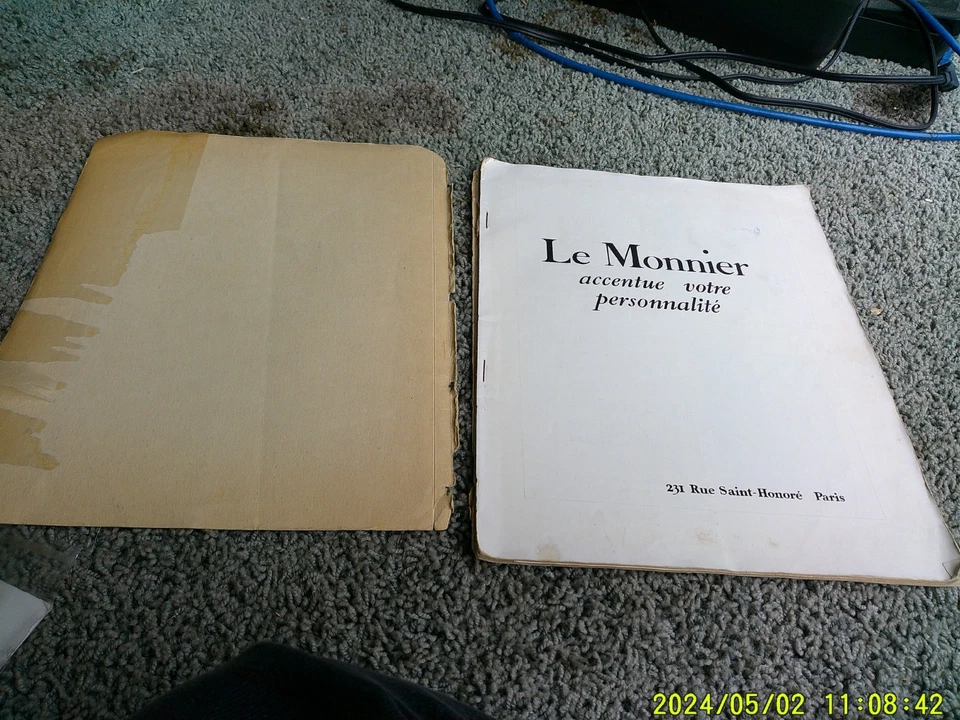 Le Monnier
accentue votre
personnalité
231 Rue Saint-Honoré Paris
2024/05/02 11:08:42